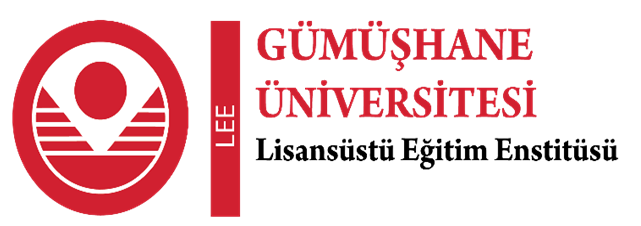 LEE
GÜMÜŞHANE
ÜNİVERSİTESİ
Lisansüstü Eğitim Enstitüsü